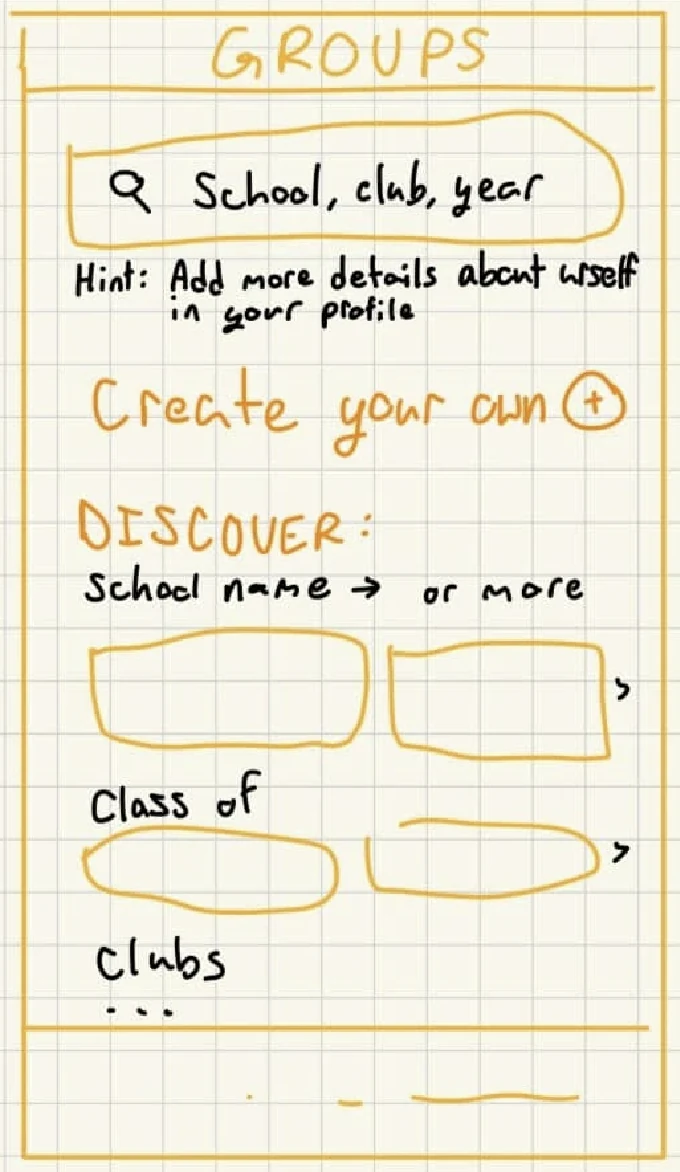 GROUPS
School, club, year
Hint: Add more details about urself
in your profile
Create your own +
DISCOVER:
School name → or more
>
Class of
>
Clubs
...